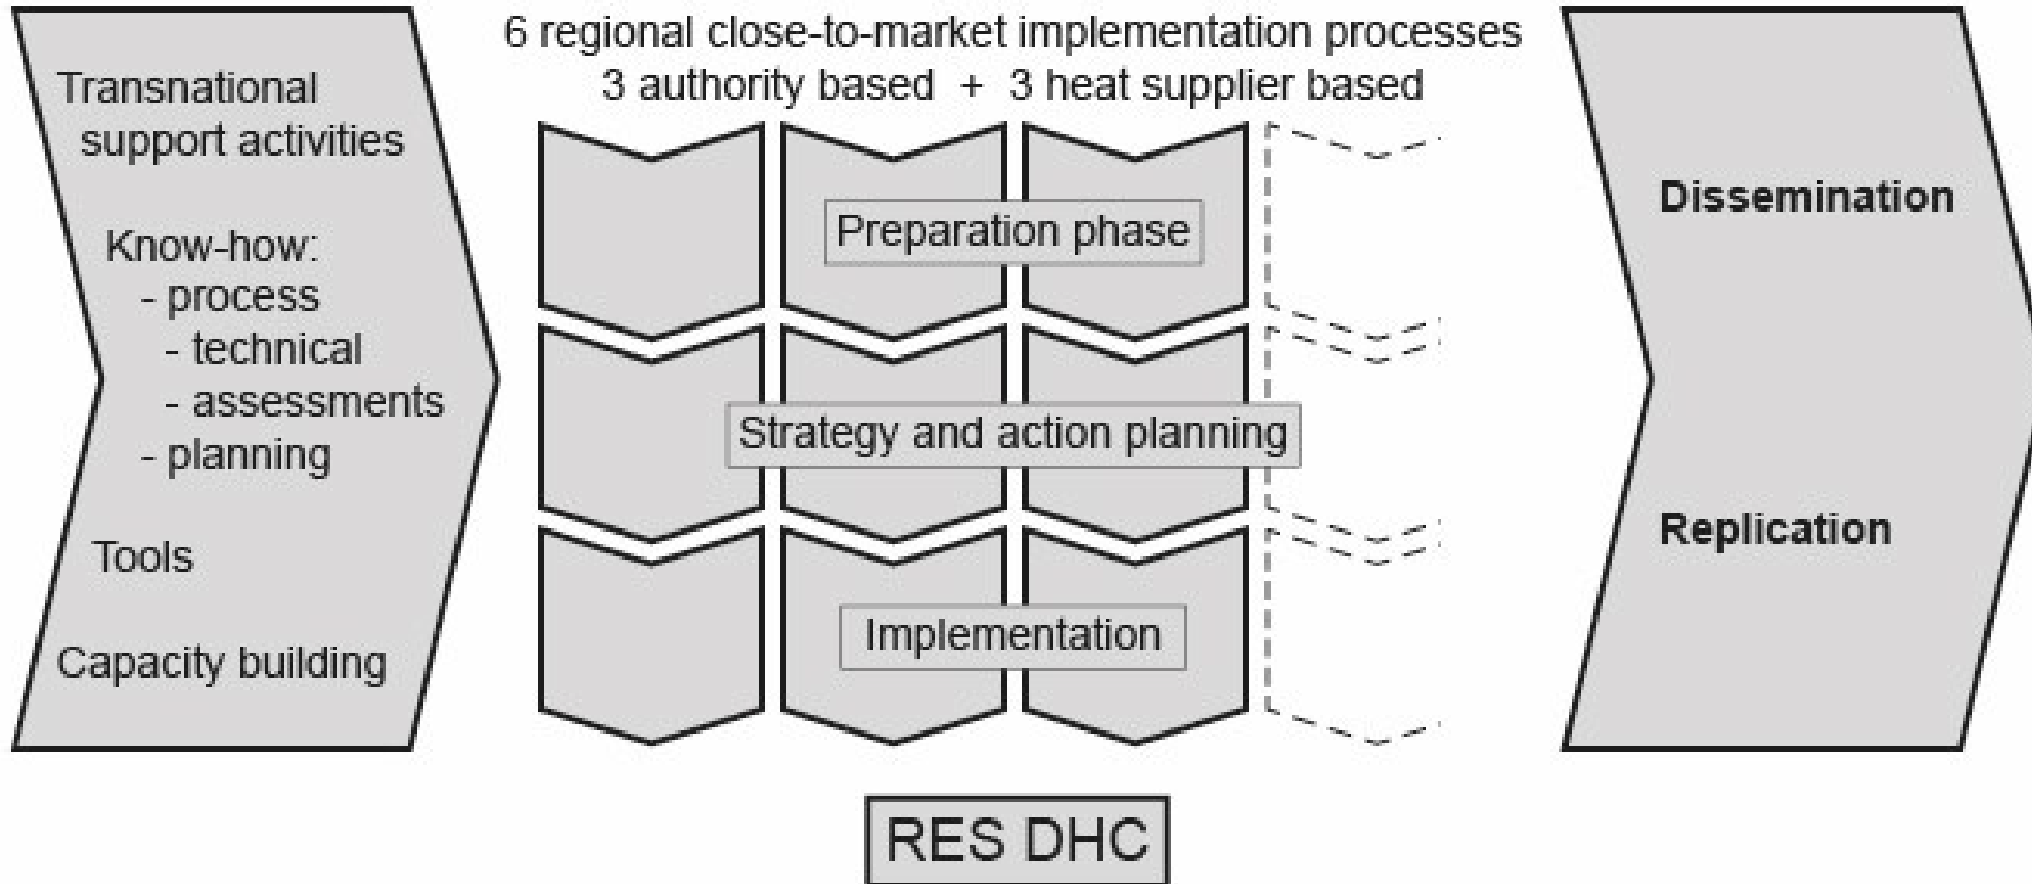 Transnational
support activities
Know-how:
- process
- technical
- assessments
- planning
Tools
Capacity building
6 regional close-to-market implementation processes
3 authority based + 3 heat supplier based
Preparation phase
Strategy and action planning
Implementation
Dissemination
Replication
RES DHC